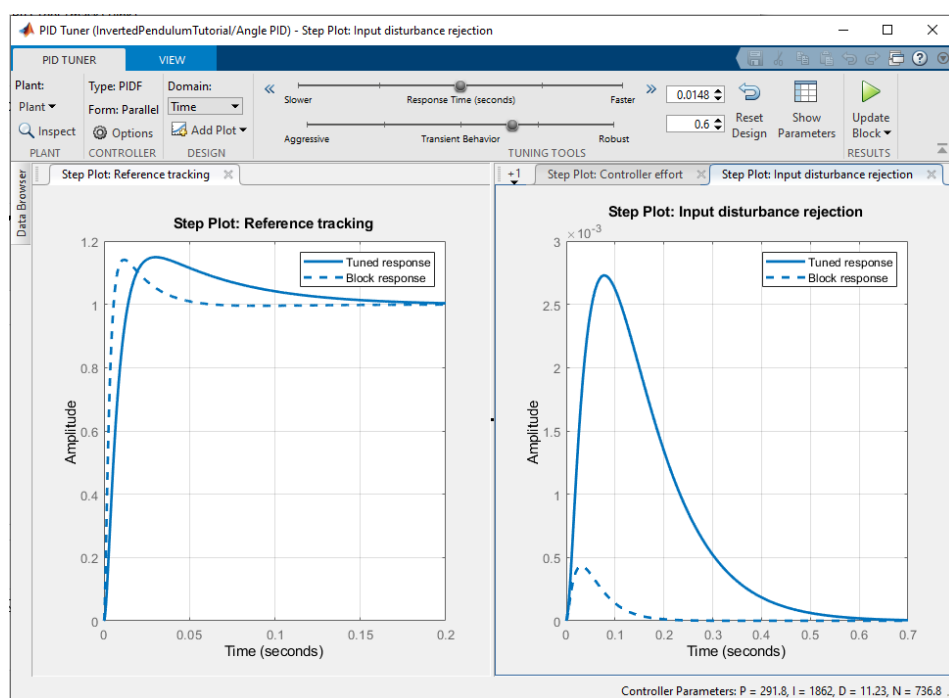 PID Tuner (InvertedPendulumTutorial/Angle PID) - Step Plot: Input disturbance rejection
PID TUNER
VIEW
Plant:
Plant
Inspect
PLANT
Type: PIDF
Form: Parallel
Options
CONTROLLER
Domain:
Time
Add Plot
DESIGN
Slower
Response Time (seconds)
Faster
0.0148
Aggressive
Transient Behavior
Robust
0.6
TUNING TOOLS
Reset
Design
Show
Parameters
Update
Block
RESULTS
Data Browser
Step Plot: Reference tracking
+1
Step Plot: Controller effort
Step Plot: Input disturbance rejection
Step Plot: Reference tracking
Tuned response
Block response
Amplitude
1.2
1
0.8
0.6
0.4
0.2
0
0
0.05
0.1
0.15
0.2
Time (seconds)
Step Plot: Input disturbance rejection
×10⁻³
Tuned response
Block response
Amplitude
3
2.5
2
1.5
1
0.5
0
0
0.1
0.2
0.3
0.4
0.5
0.6
0.7
Time (seconds)
Controller Parameters: P = 291.8, I = 1862, D = 11.23, N = 736.8